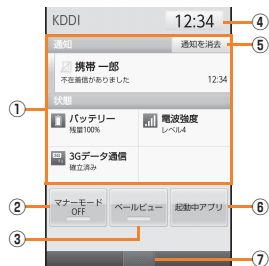 KDDI 12:34 ④
通知 通知を消去 ⑤
携帯 一郎
不在着信がありました 12:34
状態
①
バッテリー 電波強度
残量100% レベル4
3Gデータ通信
確立済み
② マナーモード OFF ベールビュー 起動中アプリ ⑥
③
⑦